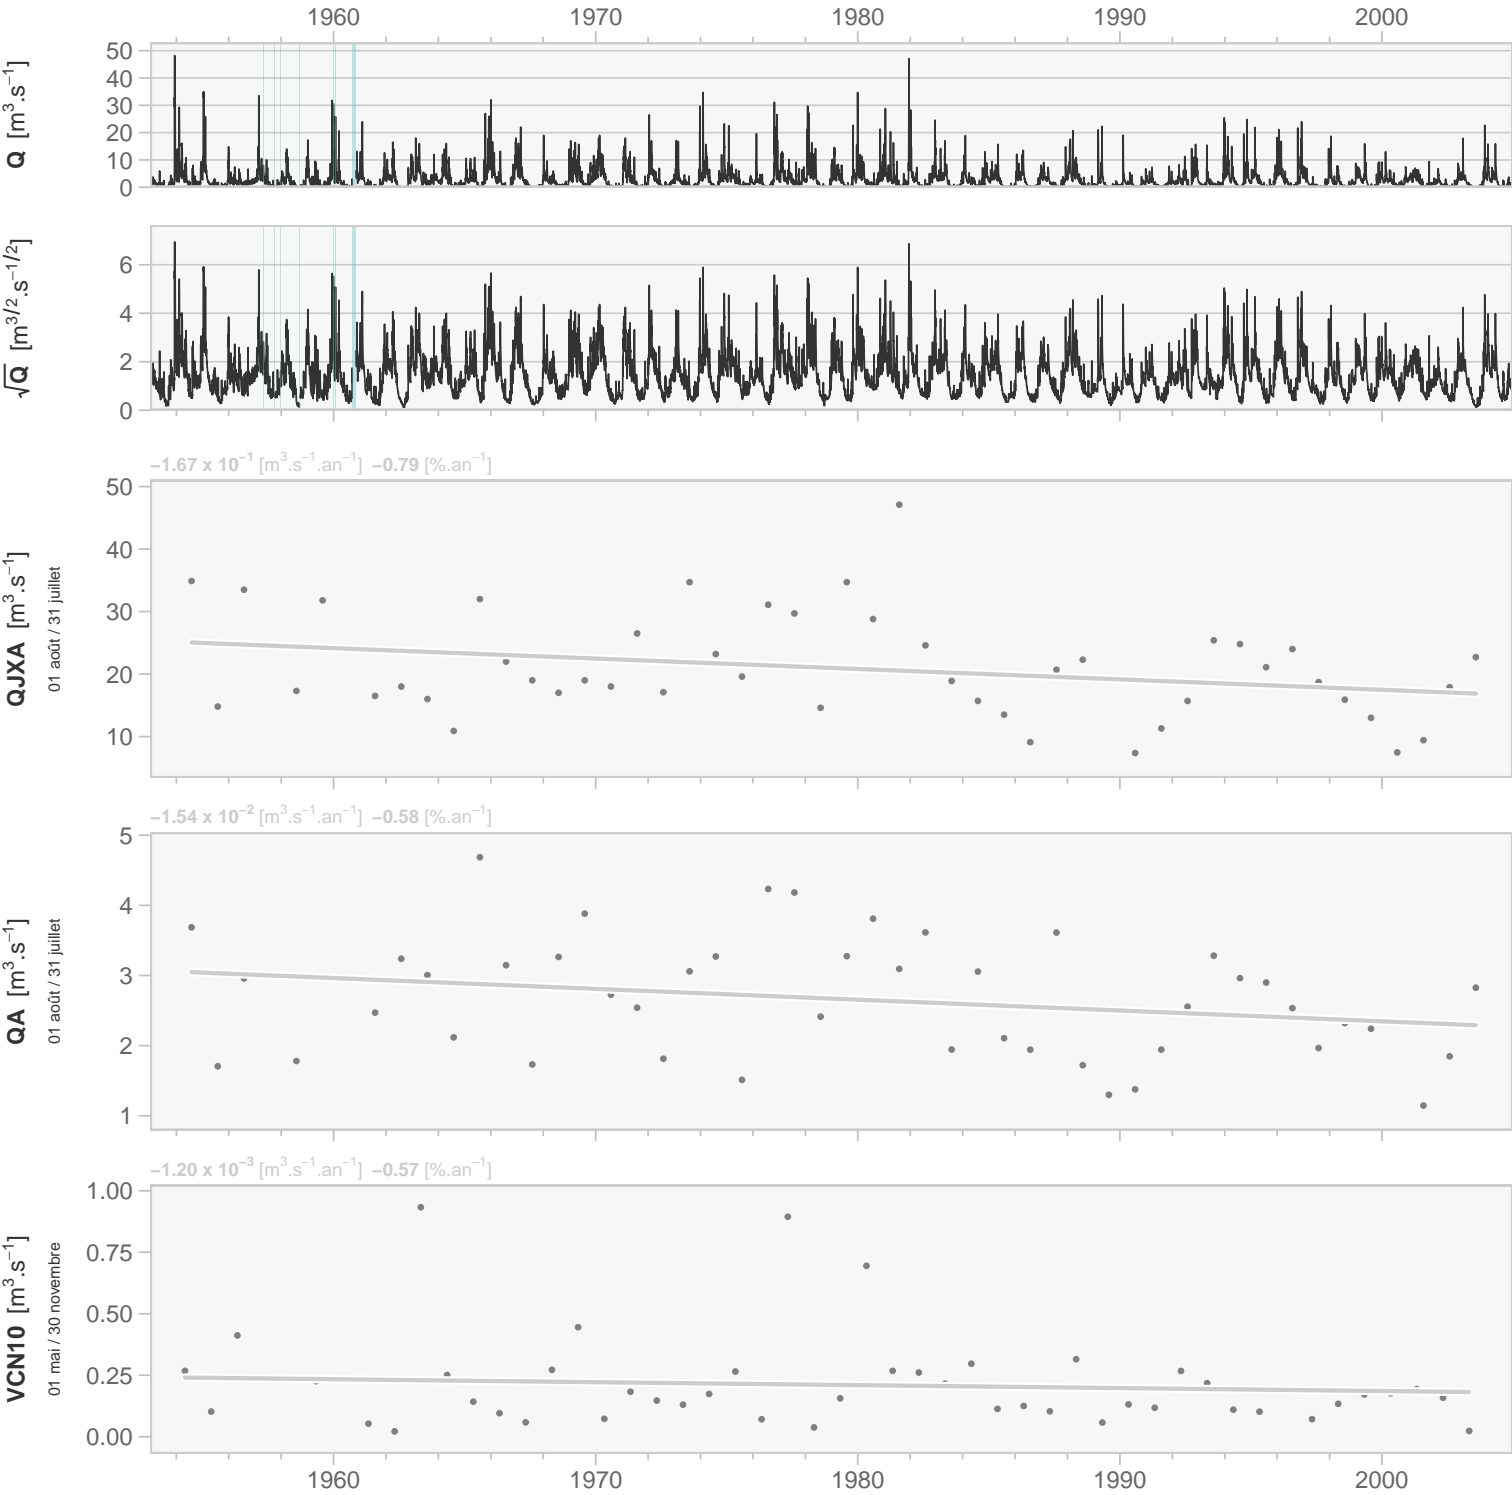 1960 1970 1980 1990 2000
Q [m³.s⁻¹]
50
40
30
20
10
0
√Q [m³/².s⁻¹/²]
6
4
2
0
−1.67 x 10⁻¹ [m³.s⁻¹.an⁻¹] −0.79 [%.an⁻¹]
QJXA [m³.s⁻¹]
01 août / 31 juillet
50
40
30
20
10
−1.54 x 10⁻² [m³.s⁻¹.an⁻¹] −0.58 [%.an⁻¹]
QA [m³.s⁻¹]
01 août / 31 juillet
5
4
3
2
1
−1.20 x 10⁻³ [m³.s⁻¹.an⁻¹] −0.57 [%.an⁻¹]
VCN10 [m³.s⁻¹]
01 mai / 30 novembre
1.00
0.75
0.50
0.25
0.00
1960 1970 1980 1990 2000